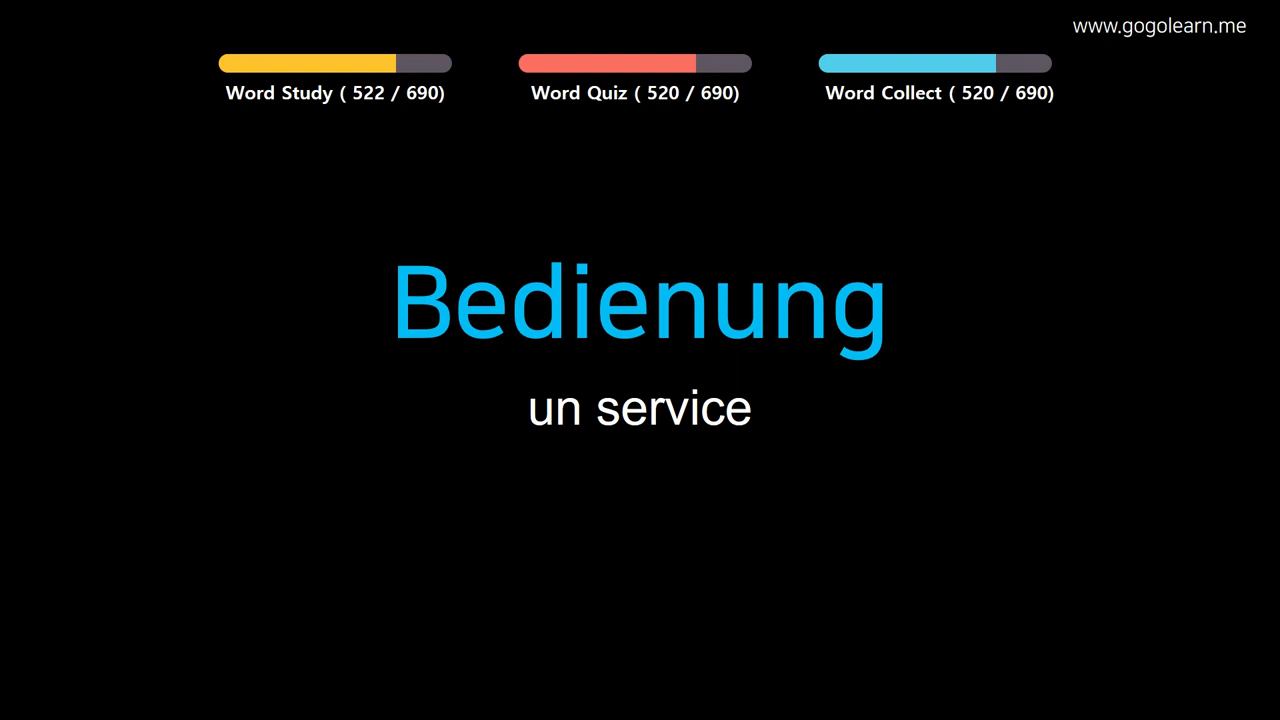 www.gogolearn.me
Word Study ( 522 / 690)
Word Quiz ( 520 / 690)
Word Collect ( 520 / 690)
Bedienung
un service